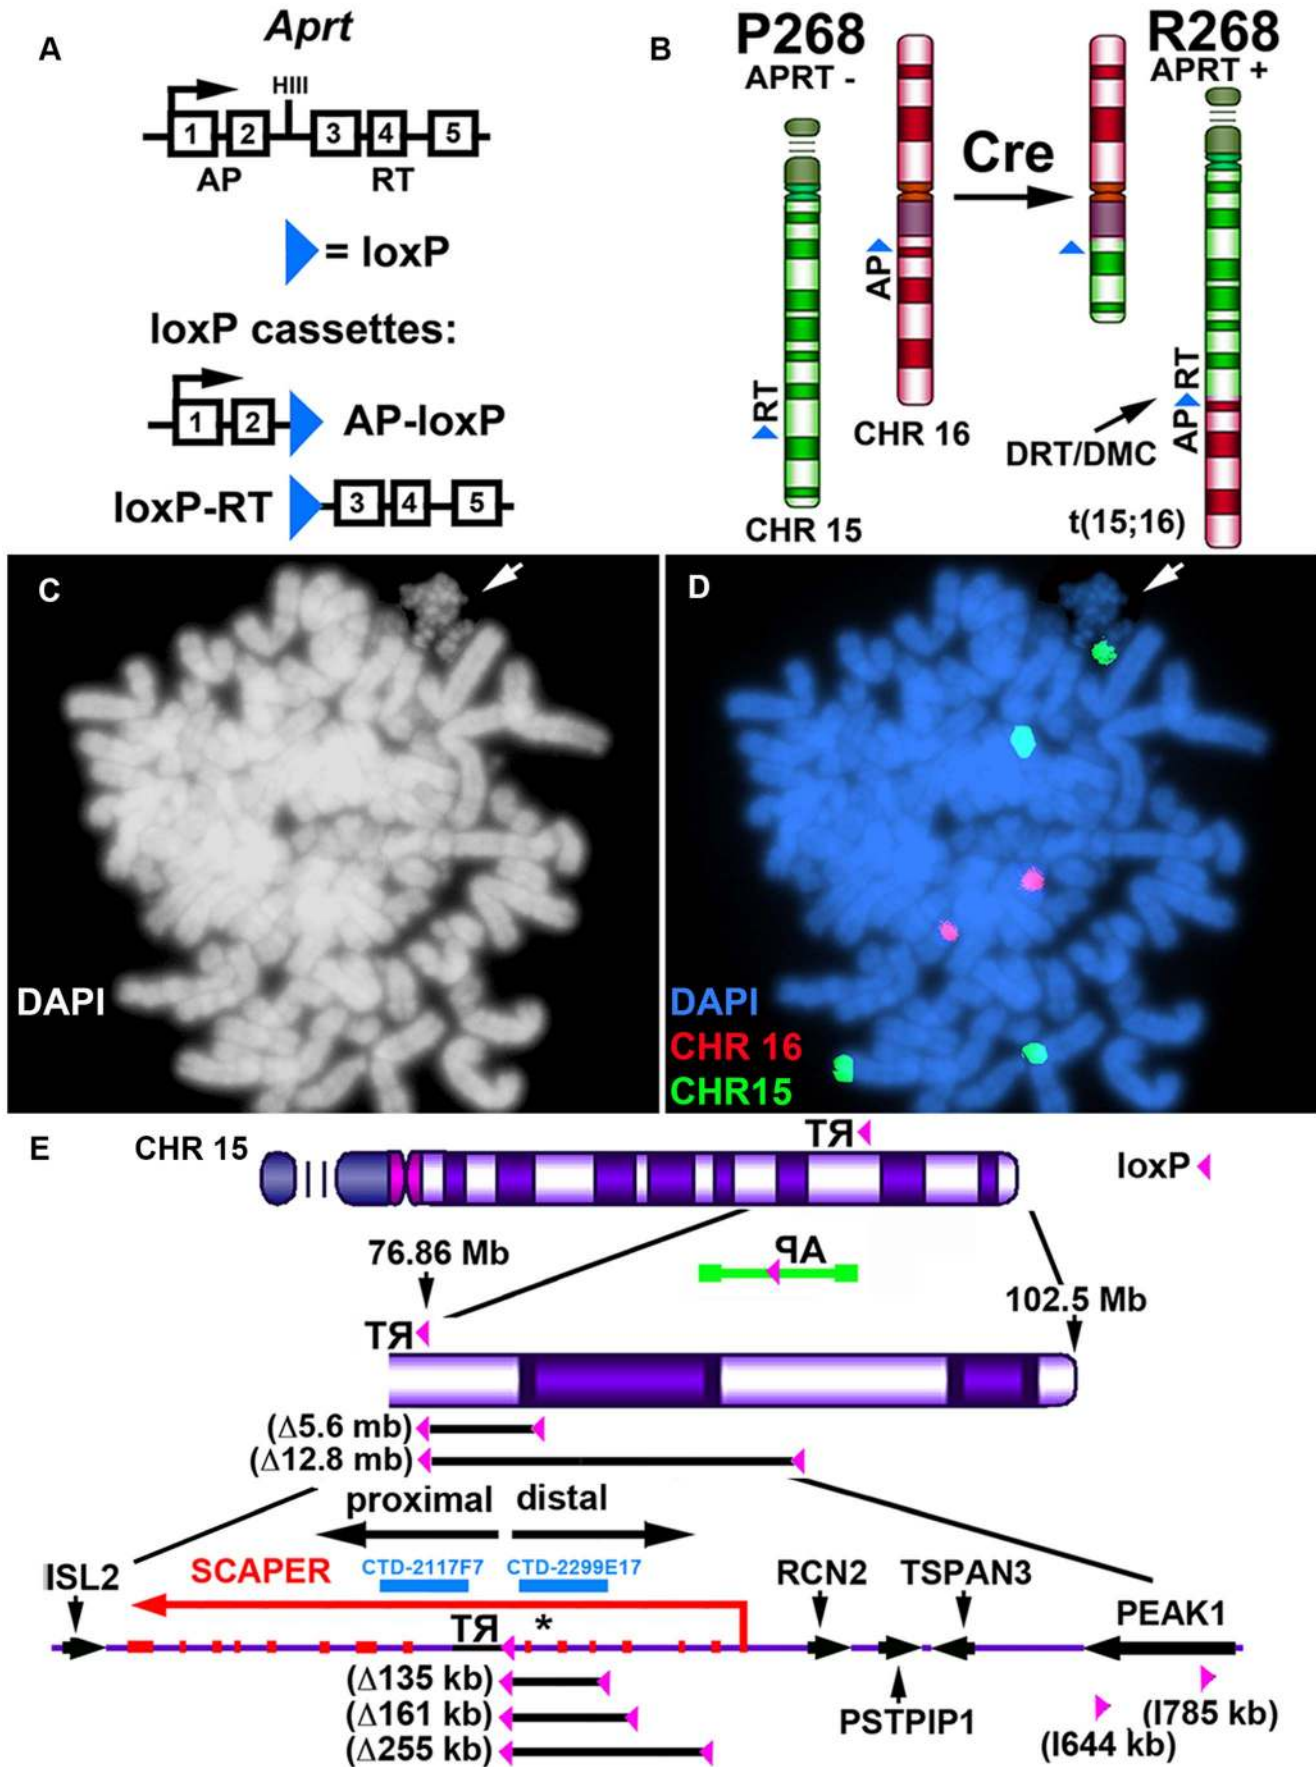 A
Aprt
HIII
1 2 3 4 5
AP RT
= loxP
loxP cassettes:
1 2 AP-loxP
loxP-RT 3 4 5
B
P268
APRT -
R268
APRT +
Cre
AP
RT
CHR 16
CHR 15
AP RT
DRT/DMC
t(15;16)
C
DAPI
D
DAPI
CHR 16
CHR15
E
CHR 15
TЯ
loxP
76.86 Mb
ꟼA
102.5 Mb
TЯ
(Δ5.6 mb)
(Δ12.8 mb)
proximal distal
ISL2
SCAPER
CTD-2117F7
CTD-2299E17
RCN2
TSPAN3
PEAK1
TЯ
*
(Δ135 kb)
(Δ161 kb)
(Δ255 kb)
PSTPIP1
(I785 kb)
(I644 kb)